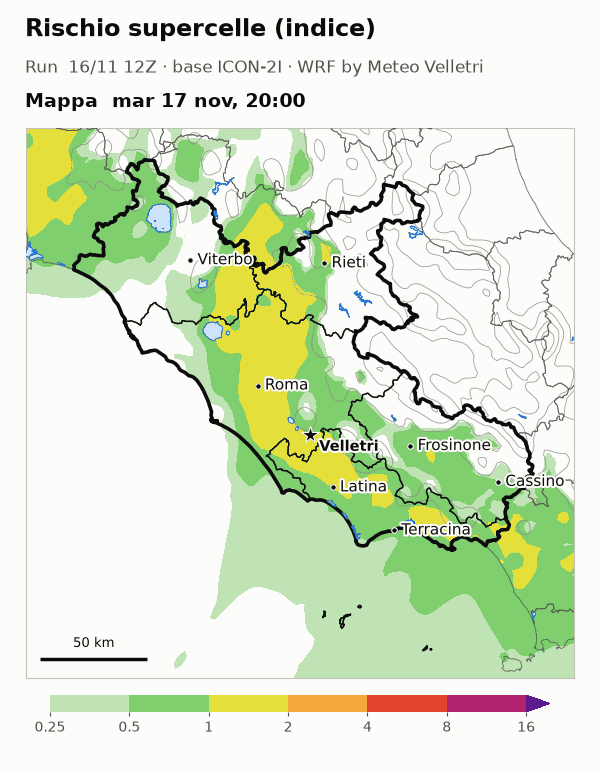 Rischio supercelle (indice)
Run 16/11 12Z · base ICON-2I · WRF by Meteo Velletri
Mappa mar 17 nov, 20:00
Viterbo
Rieti
Roma
Velletri
Frosinone
Cassino
Latina
Terracina
50 km
0.25 0.5 1 2 4 8 16